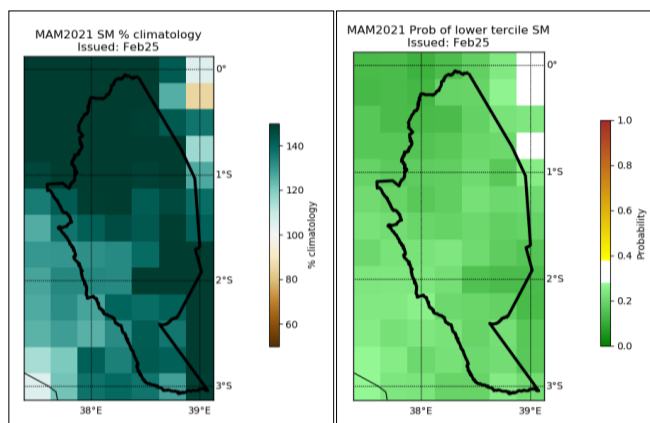 MAM2021 SM % climatology
Issued: Feb25
0°
1°S
2°S
3°S
38°E
39°E
140
120
100
80
60
% climatology
MAM2021 Prob of lower tercile SM
Issued: Feb25
0°
1°S
2°S
3°S
38°E
39°E
1.0
0.8
0.6
0.4
0.2
0.0
Probability